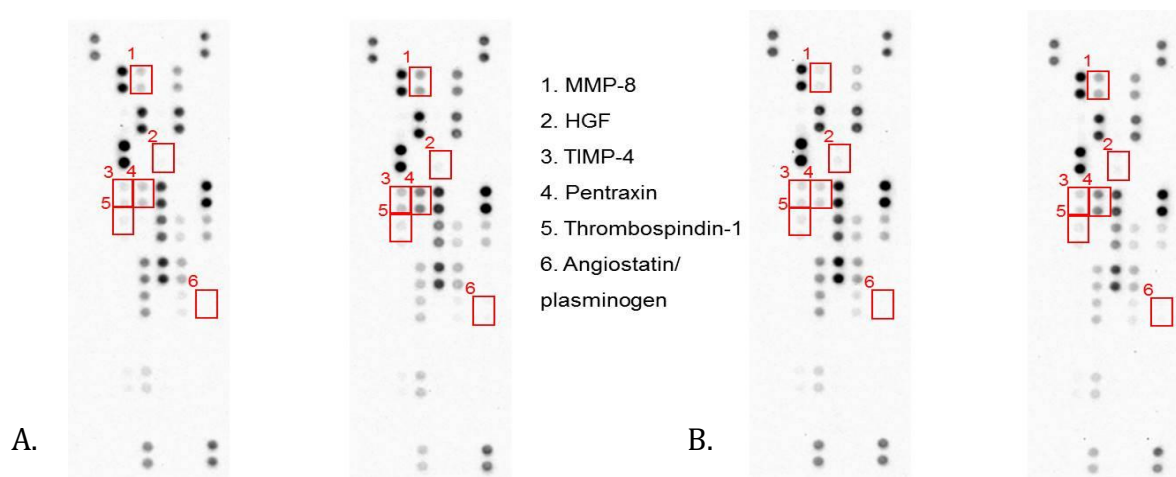 1
2
3 4
5
6
1
2
3 4
5
6
1. MMP-8
2. HGF
3. TIMP-4
4. Pentraxin
5. Thrombospindin-1
6. Angiostatin/
plasminogen
1
2
3 4
5
6
1
2
3 4
5
6
A.
B.